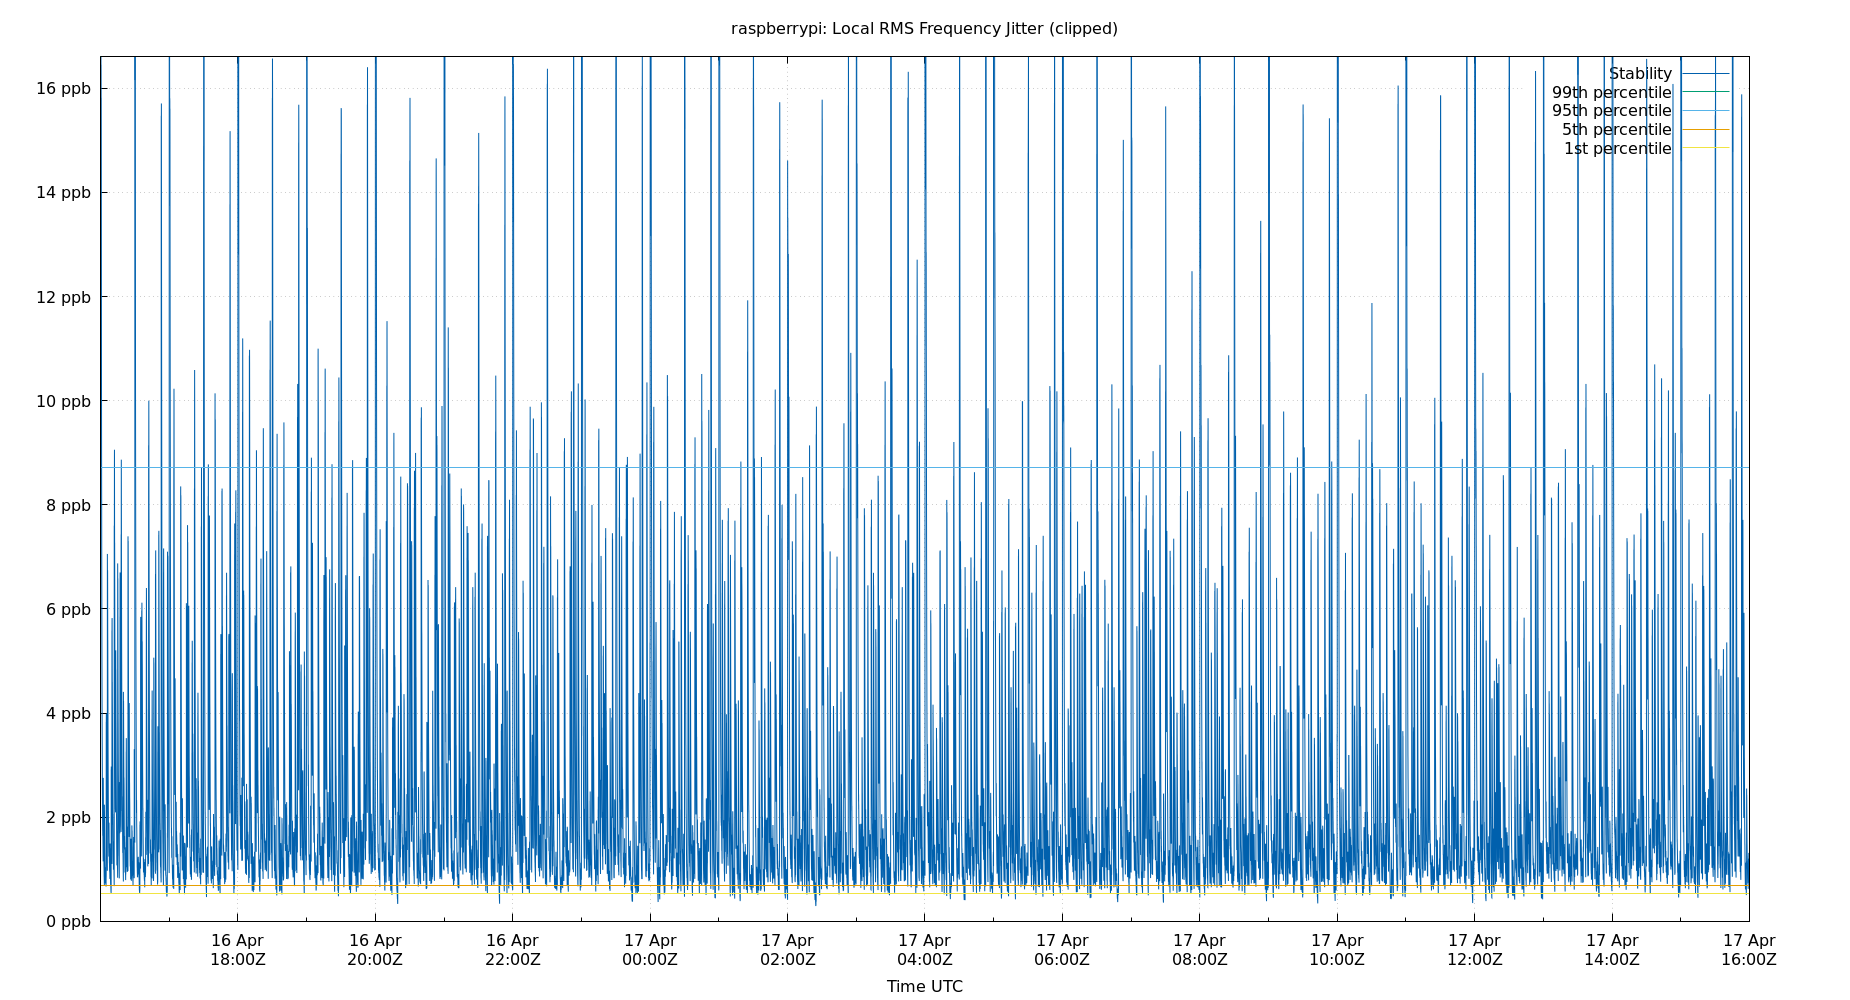 raspberrypi: Local RMS Frequency Jitter (clipped)
16 ppb
14 ppb
12 ppb
10 ppb
8 ppb
6 ppb
4 ppb
2 ppb
0 ppb
Stability
99th percentile
95th percentile
5th percentile
1st percentile
16 Apr 16 Apr 16 Apr 17 Apr 17 Apr 17 Apr 17 Apr 17 Apr 17 Apr 17 Apr 17 Apr 17 Apr
18:00Z 20:00Z 22:00Z 00:00Z 02:00Z 04:00Z 06:00Z 08:00Z 10:00Z 12:00Z 14:00Z 16:00Z
Time UTC